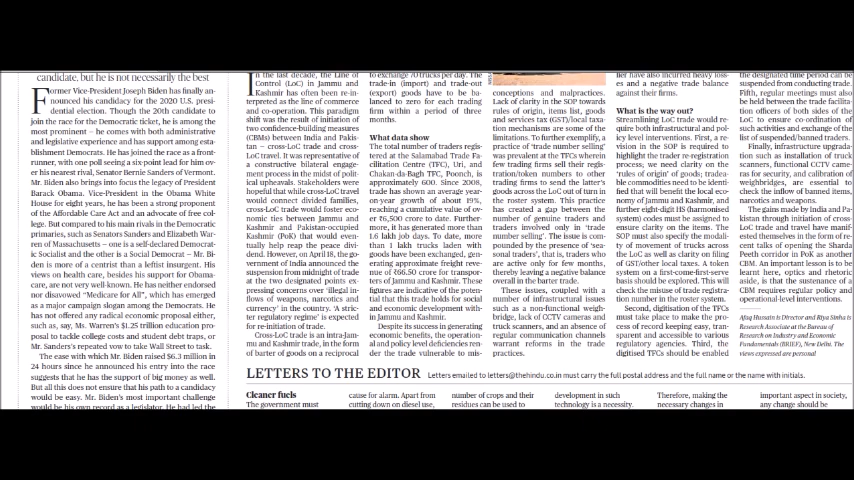 candidate, but he is not necessarily the best
Former Vice-President Joseph Biden has finally an-
nounced his candidacy for the 2020 U.S. presi-
dential election. Though the 20th candidate to
join the race for the Democratic ticket, he is among the
most prominent – he comes with both administrative
and legislative experience and has support among esta-
blishment Democrats. He has joined the race as a front-
runner, with one poll seeing a six point lead for him ov-
er his nearest rival, Senator Bernie Sanders of Vermont.
Mr. Biden also brings into focus the legacy of President
Barack Obama. Vice-President in the Obama White
House for eight years, he has been a strong proponent
of the Affordable Care Act and an advocate of free col-
lege. But compared to his main rivals in the Democratic
primaries, such as Senators Sanders and Elizabeth War-
ren of Massachusetts – one is a self-declared Democrat-
ic Socialist and the other is a Social Democrat – Mr. Bi-
den is more of a centrist than a leftist insurgent. His
views on health care, besides his support for Obama-
care, are not very well-known. He has neither endorsed
nor disavowed “Medicare for All”, which has emerged
as a major campaign slogan among the Democrats. He
has not offered any radical economic proposal either,
such as, say, Ms. Warren's $1.25 trillion education pro-
posal to tackle college costs and student debt traps, or
Mr. Sanders's repeated vow to take Wall Street to task.
The ease with which Mr. Biden raised $6.3 million in
24 hours since he announced his entry into the race
suggests that he has the support of big money as well.
But all this does not ensure that his path to a candidacy
would be easy. Mr. Biden's most important challenge
would be his own record as a legislator. He had led the
In the last decade, the Line of
Control (LoC) in Jammu and
Kashmir has often been re-in-
terpreted as the line of commerce
and co-operation. This paradigm
shift was the result of initiation of
two confidence-building measures
(CBMs) between India and Pakis-
tan – cross-LoC trade and cross-
LoC travel. It was representative of
a constructive bilateral engage-
ment process in the midst of polit-
ical upheavals. Stakeholders were
hopeful that while cross-LoC travel
would connect divided families,
cross-LoC trade would foster eco-
nomic ties between Jammu and
Kashmir and Pakistan-occupied
Kashmir (PoK) that would even-
tually help reap the peace divi-
dend. However, on April 18, the go-
vernment of India announced the
suspension from midnight of trade
at the two designated points ex-
pressing concerns over 'illegal in-
flows of weapons, narcotics and
currency' in the country. 'A stric-
ter regulatory regime' is expected
for re-initiation of trade.
Cross-LoC trade is an intra-Jam-
mu and Kashmir trade, in the form
of barter of goods on a reciprocal
to exchange 70 trucks per day. The
trade-in (import) and trade-out
(export) goods have to be ba-
lanced to zero for each trading
firm within a period of three
months.
What data show
The total number of traders regis-
tered at the Salamabad Trade Fa-
cilitation Centre (TFC), Uri, and
Chakan-da-Bagh TFC, Poonch, is
approximately 600. Since 2008,
trade has shown a robust year-
on-year growth of about 19%,
reaching a cumulative value of ov-
er ₹6,500 crore to date. Further-
more, it has generated more than
1.6 lakh job days. To date, more
than 1 lakh trucks laden with
goods have been exchanged, gen-
erating approximate freight reve-
nue of ₹66.50 crore for transpor-
ters of Jammu and Kashmir. These
figures are indicative of the poten-
tial that this trade holds for social
and economic development with-
in Jammu and Kashmir.
Despite its success in generating
economic benefits, the operation-
al and policy level deficiencies ren-
der the trade vulnerable to mis-
conceptions and malpractices.
Lack of clarity in the SOP towards
rules of origin, items list, goods
and services tax (GST)/local taxa-
tion mechanisms are some of the
limitations. To further exemplify, a
practice of 'trade number selling'
was prevalent at the TFCs wherein
few trading firms sell their regis-
tration/token numbers to other
trading firms to send the latter's
goods across the LoC out of turn in
the roster system. This practice
has created a gap between the
number of genuine traders and
traders involved only in 'trade
number selling'. The issue is com-
pounded by the presence of 'sea-
sonal traders', that is, traders who
are active only for a few months,
thereby leaving a negative balance
overall in the barter trade.
These issues, coupled with a
number of infrastructural issues
such as a non-functional weigh-
bridge, lack of CCTV cameras and
truck scanners, and an absence of
regular communication channels
warrant reforms in the trade
practices.
lier have also incurred heavy loss-
es and a negative trade balance
against their firms.
What is the way out?
Streamlining LoC trade would re-
quire both infrastructural and pol-
icy level interventions. First, a re-
vision in the SOP is required to
highlight the trader re-registration
process; we need clarity on the
'rules of origin' of goods; tradea-
ble commodities need to be identi-
fied that will benefit the local eco-
nomy of Jammu and Kashmir, and
further eight-digit HS (harmonised
system) codes must be assigned to
ensure clarity on the items. The
SOP must also specify the modali-
ty of movement of trucks across
the LoC as well as clarity on filing
of GST/other local taxes. A token
system on a first-come-first-serve
basis should be explored. This will
check the misuse of trade registra-
tion number in the roster system.
Second, digitisation of the TFCs
must take place to make the pro-
cess of record keeping easy, tran-
sparent and accessible to various
regulatory agencies. Third, the
digitised TFCs should be enabled
the designated time period can be
suspended from conducting trade.
Fifth, regular meetings must also
be held between the trade facilita-
tion officers of both sides of the
LoC to ensure co-ordination of
such activities and exchange of the
list of suspended/banned traders.
Finally, infrastructure upgrada-
tion such as installation of truck
scanners, functional CCTV came-
ras for security, and calibration of
weighbridges, are essential to
check the inflow of banned items,
narcotics and weapons.
The gains made by India and Pa-
kistan through initiation of cross-
LoC trade and travel have manif-
ested themselves in the form of re-
cent talks of opening the Sharda
Peeth corridor in PoK as another
CBM. An important lesson to be
learnt here, optics and rhetoric
aside, is that the sustenance of a
CBM requires regular policy and
operational-level interventions.
Afaq Hussain is Director and Riya Sinha is
Research Associate at the Bureau of
Research on Industry and Economic
Fundamentals (BRIEF), New Delhi. The
views expressed are personal
LETTERS TO THE EDITOR Letters emailed to letters@thehindu.co.in must carry the full postal address and the full name or the name with initials.
Cleaner fuels
The government must
cause for alarm. Apart from
cutting down on diesel use,
number of crops and their
residues can be used to
development in such
technology is a necessity.
Therefore, making the
necessary changes in
important aspect in society,
any change should be